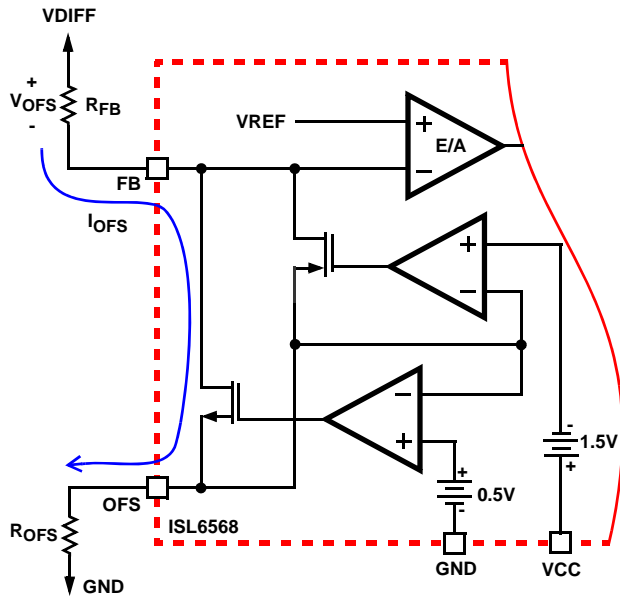 VDIFF
+
VOFS
-
RFB
VREF
+
E/A
−
FB
IOFS
+
−
−
+
-
1.5V
+
+
0.5V
-
OFS
ISL6568
ROFS
GND
GND
VCC